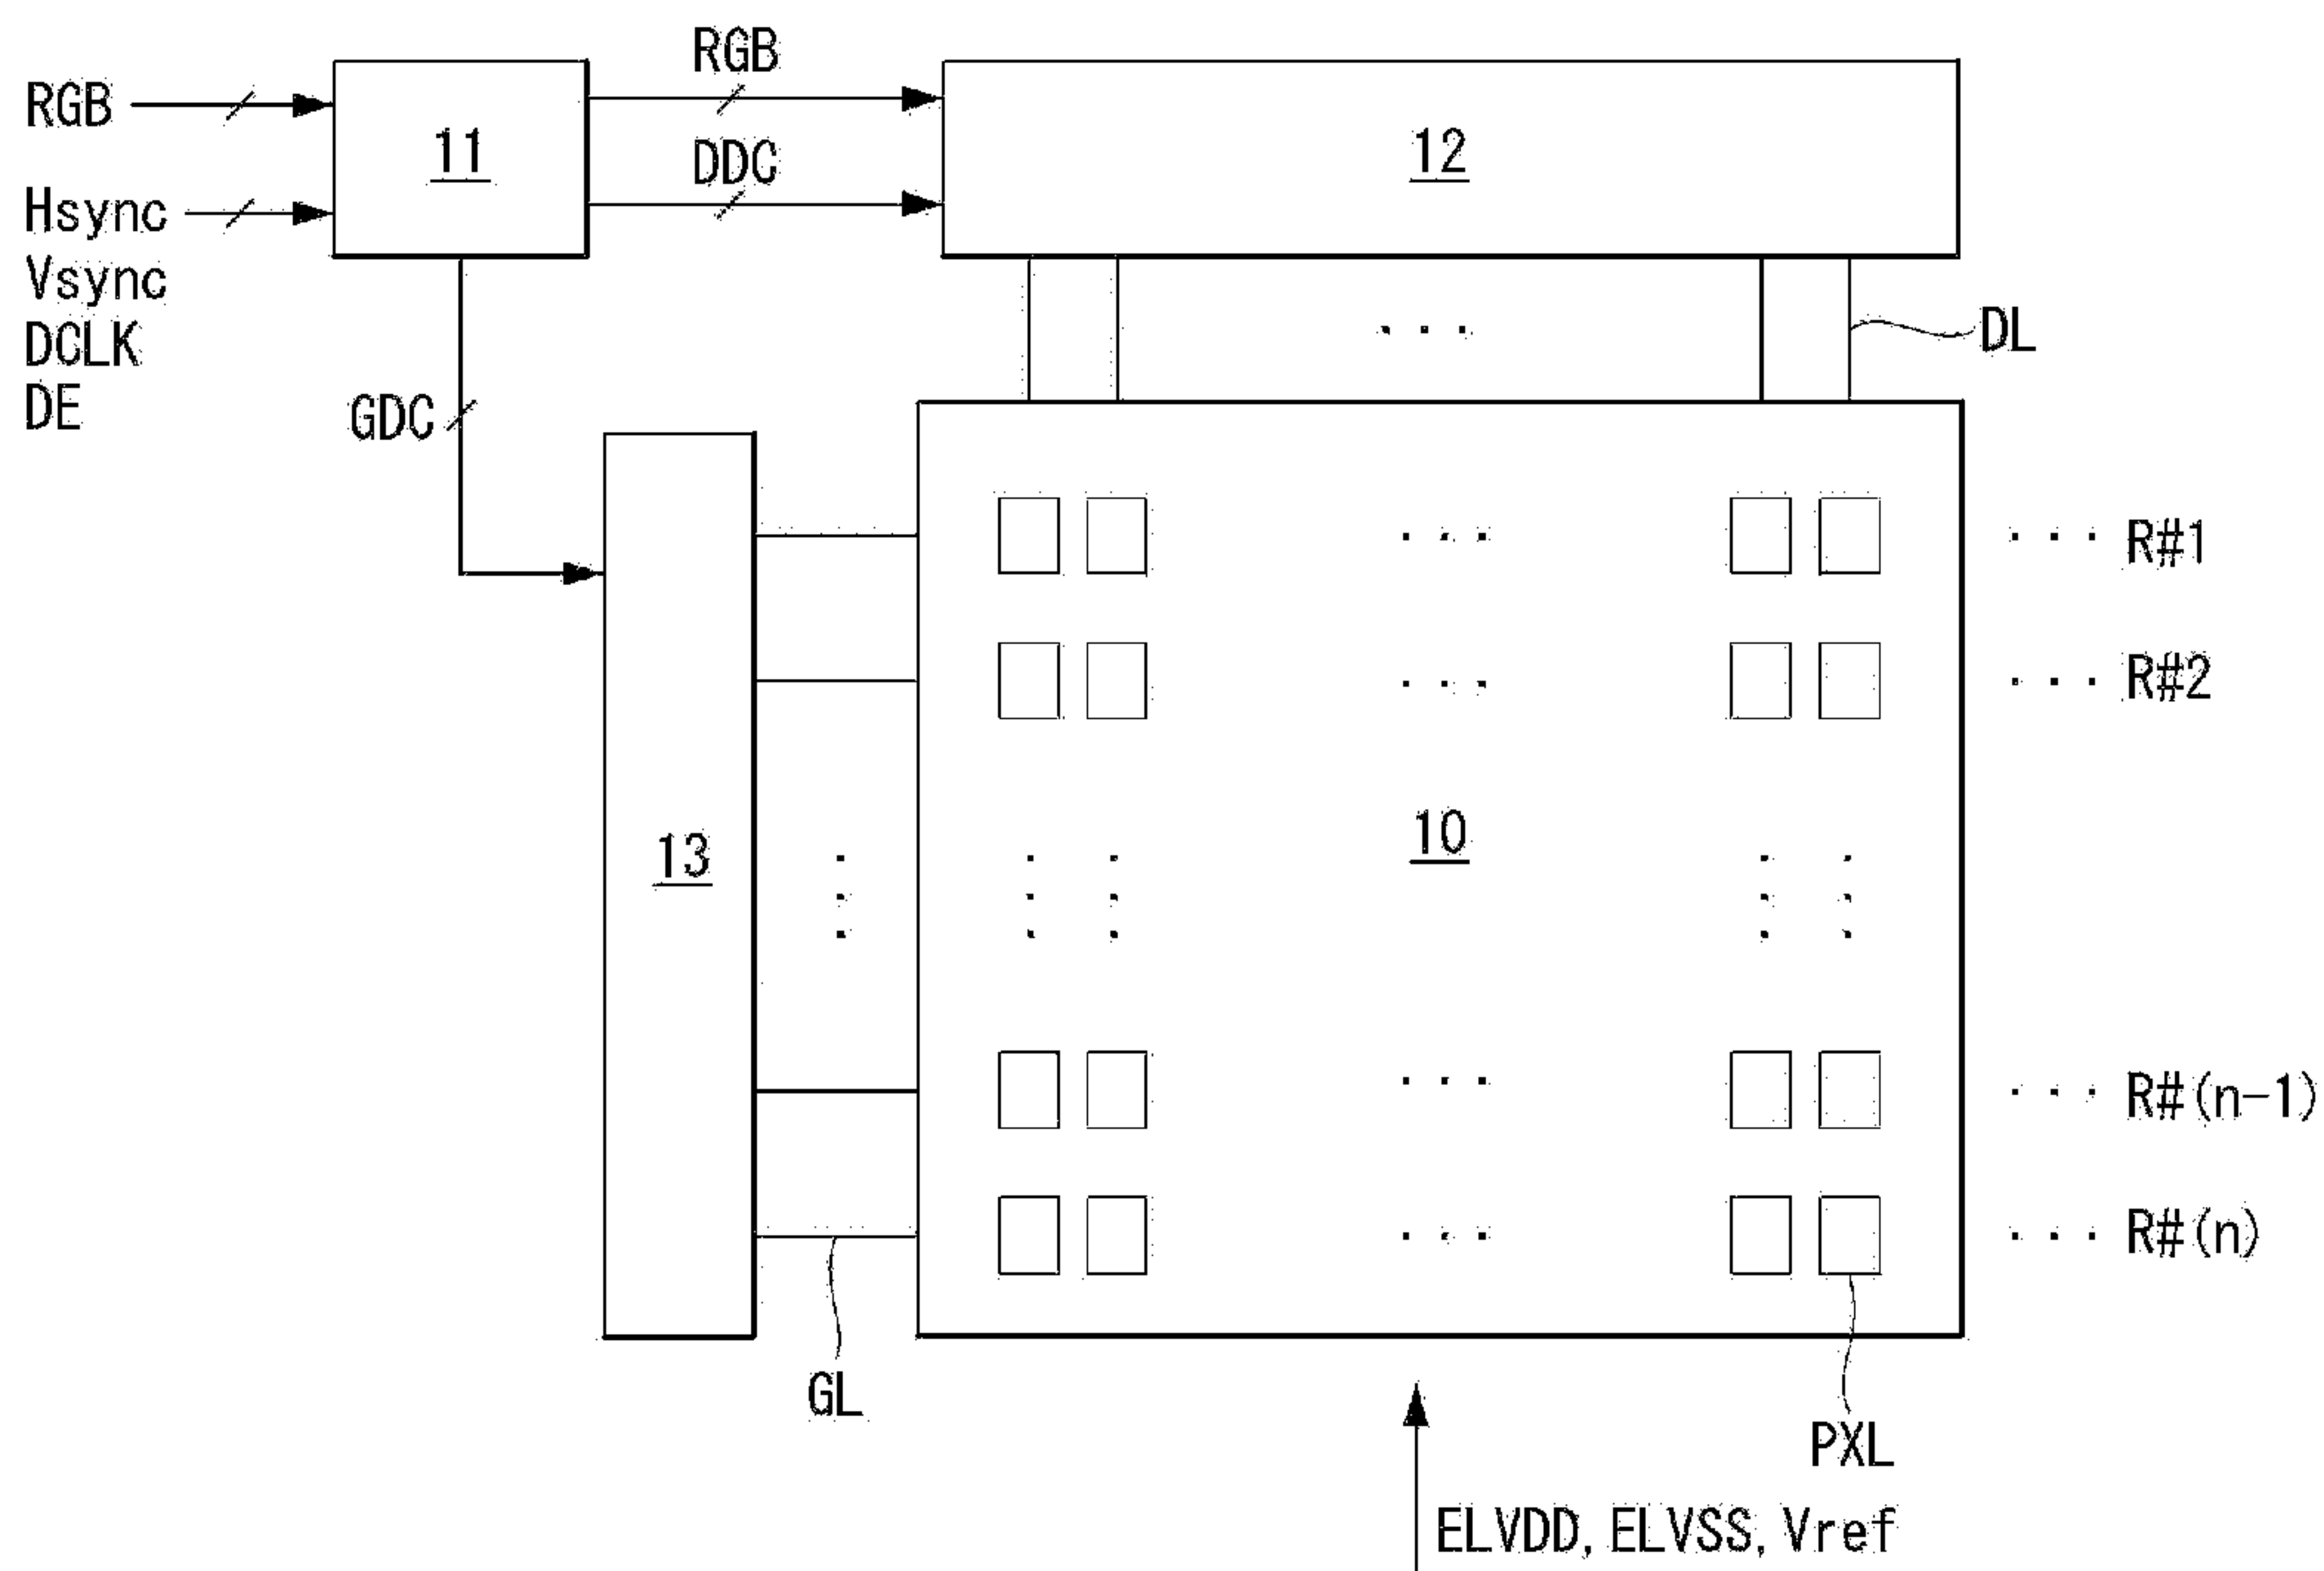 RGB
RGB
11
12
DDC
Hsync
Vsync
DCLK
DE
DL
GDC
R#1
R#2
10
13
R#(n-1)
R#(n)
GL
PXL
ELVDD, ELVSS, Vref